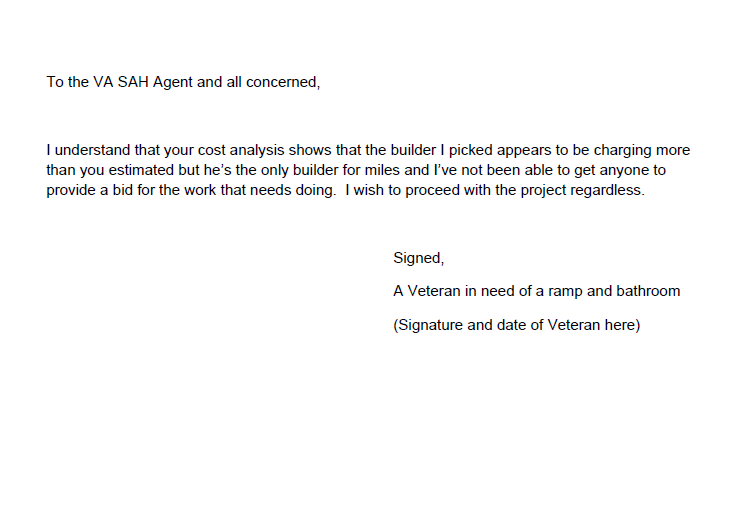 To the VA SAH Agent and all concerned,
I understand that your cost analysis shows that the builder I picked appears to be charging more
than you estimated but he’s the only builder for miles and I’ve not been able to get anyone to
provide a bid for the work that needs doing.  I wish to proceed with the project regardless.
Signed,
A Veteran in need of a ramp and bathroom
(Signature and date of Veteran here)